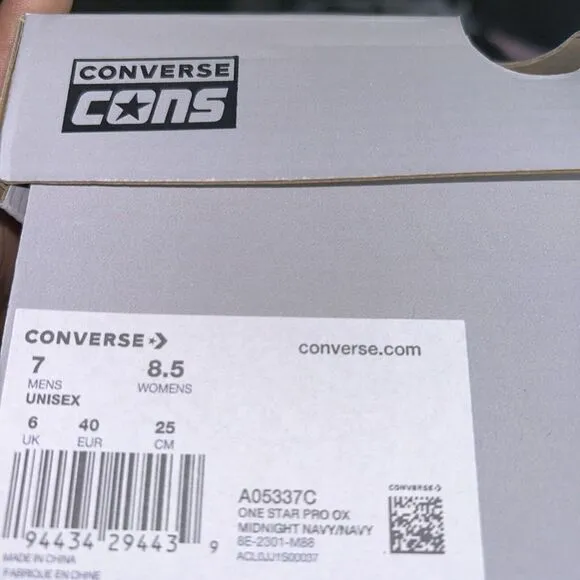 CONVERSE
CONS
CONVERSE
converse.com
7
MENS
8.5
WOMENS
UNISEX
6
UK
40
EUR
25
CM
94434 29443 9
A05337C
ONE STAR PRO OX
MIDNIGHT NAVY/NAVY
8E-2301-M88
ACL0JJ1S00037
CONVERSE
MADE IN CHINA
FABRIQUE EN CHINE